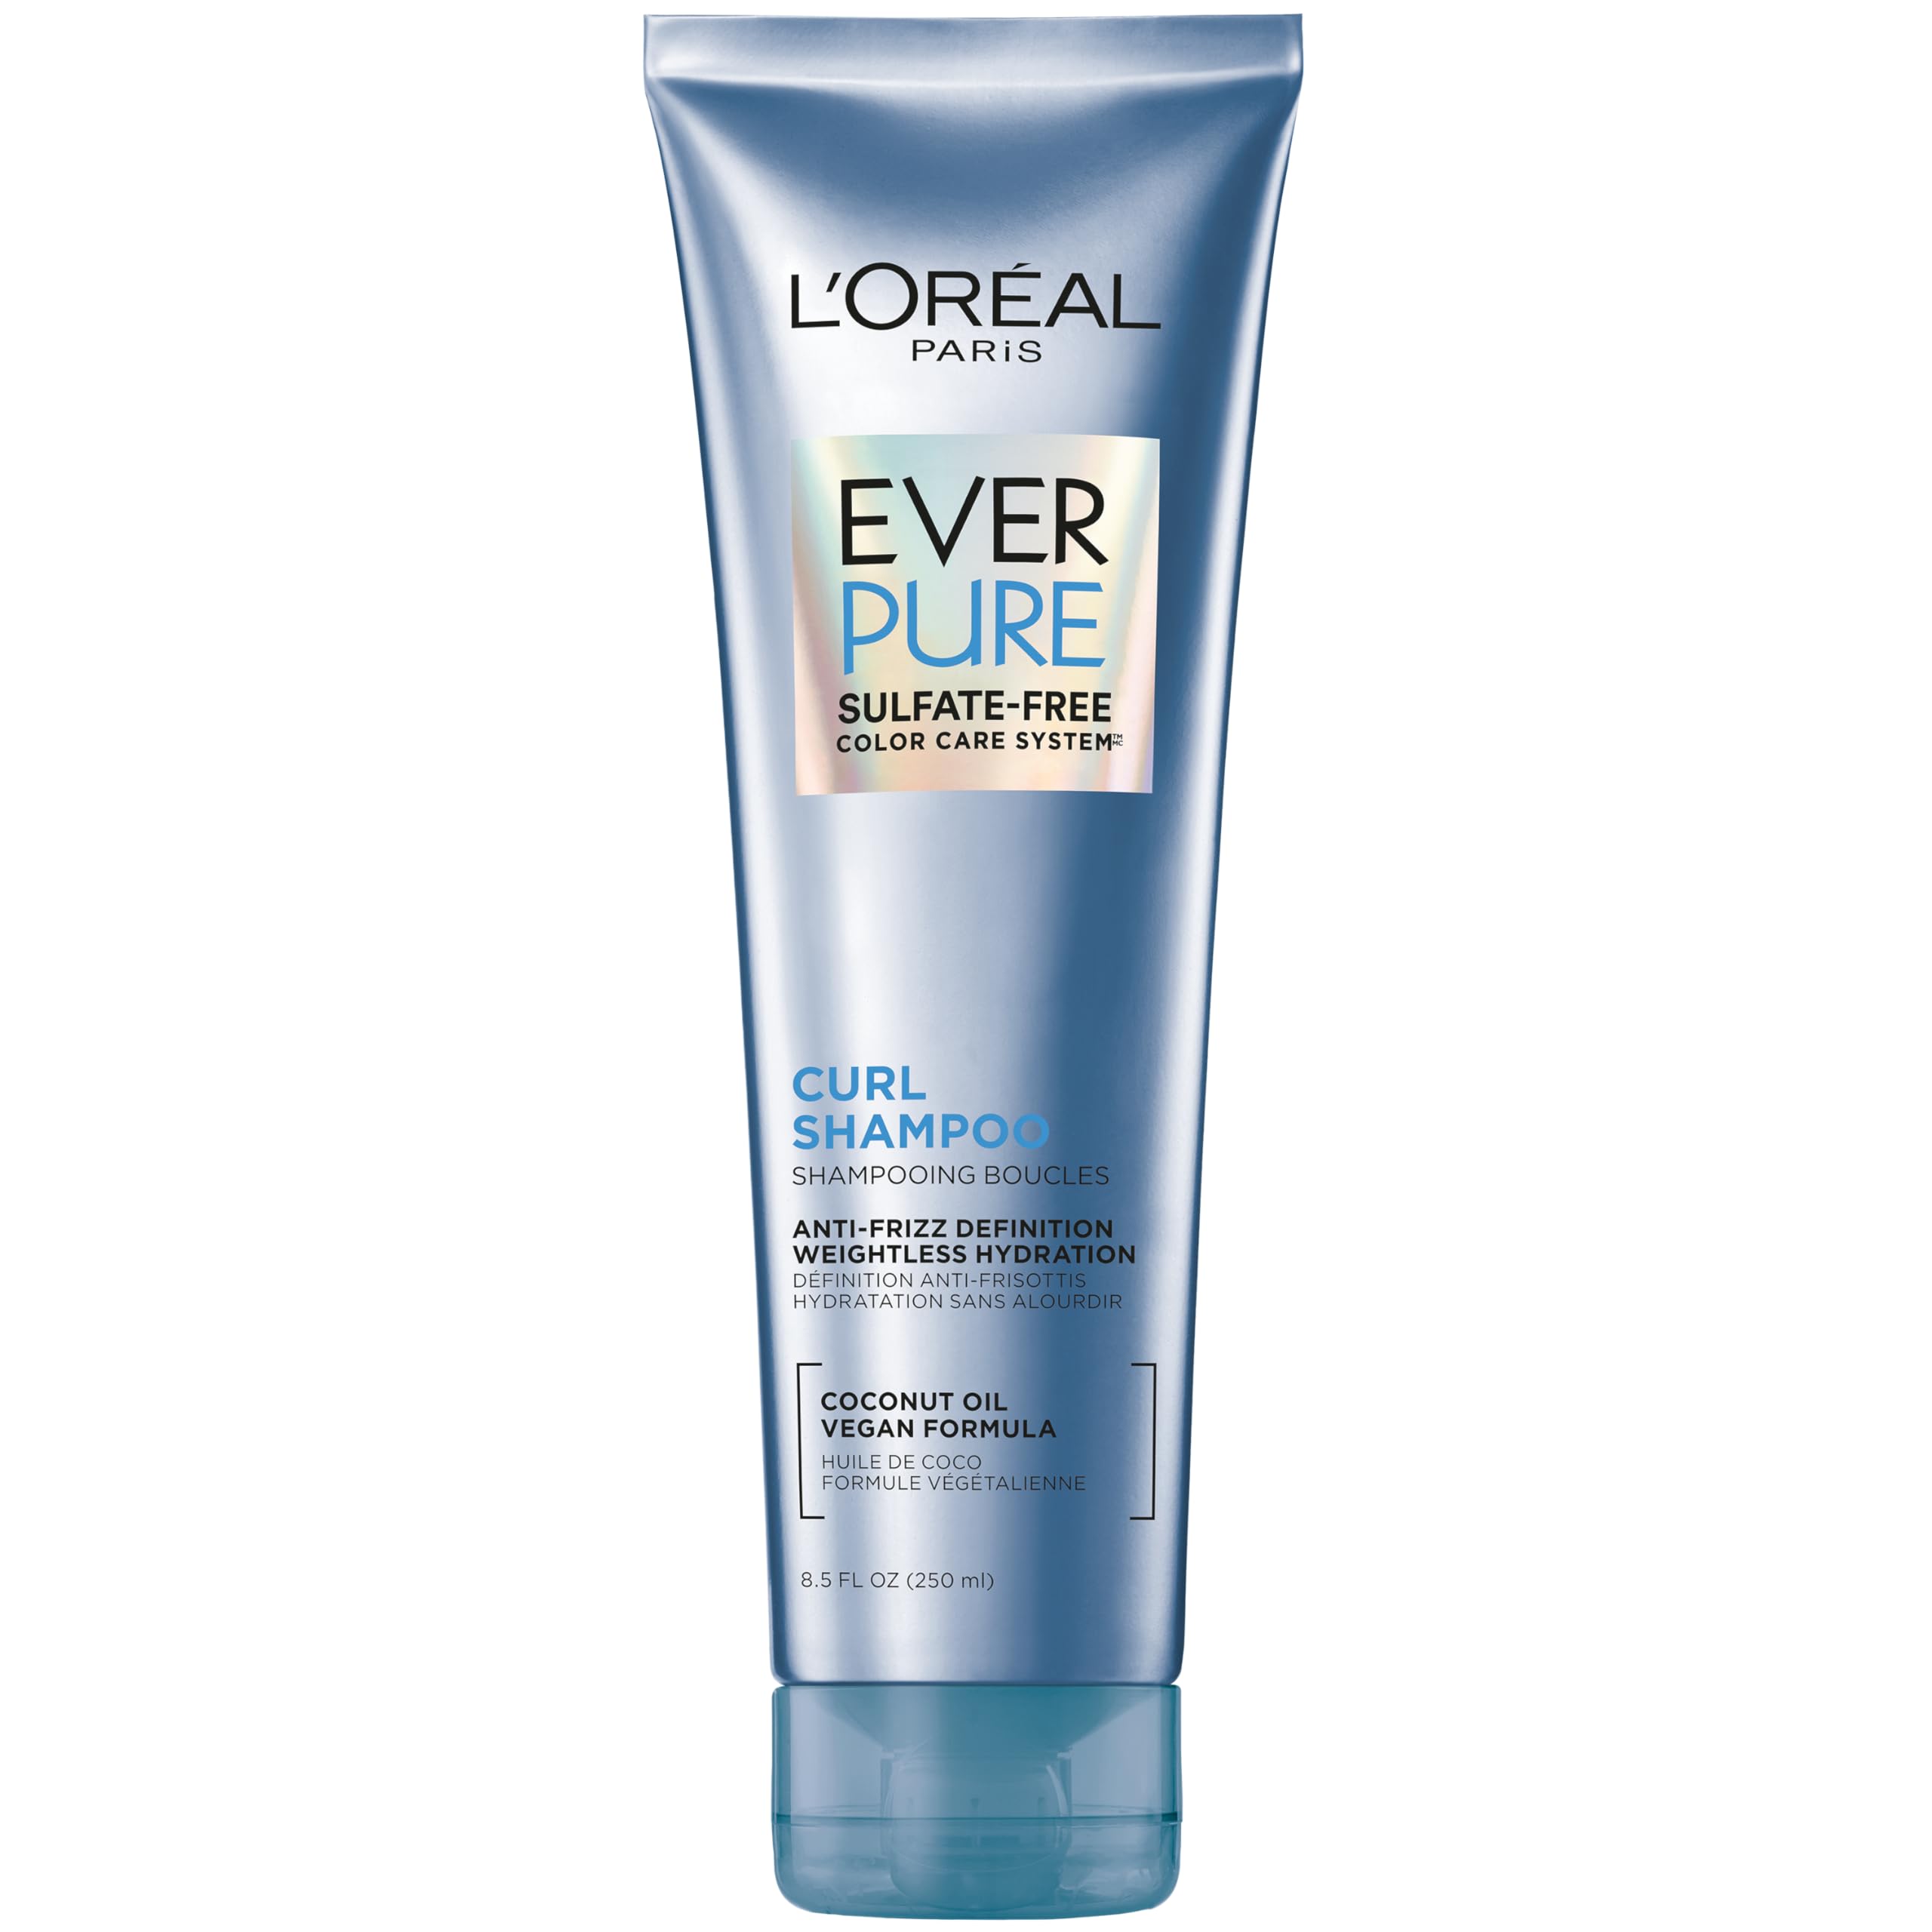 L'ORÉAL
PARiS
EVER
PURE
SULFATE-FREE
COLOR CARE SYSTEM™ MC
CURL
SHAMPOO
SHAMPOOING BOUCLES
ANTI-FRIZZ DEFINITION
WEIGHTLESS HYDRATION
DÉFINITION ANTI-FRISOTTIS
HYDRATATION SANS ALOURDIR
COCONUT OIL
VEGAN FORMULA
HUILE DE COCO
FORMULE VÉGÉTALIENNE
8.5 FL OZ (250 ml)